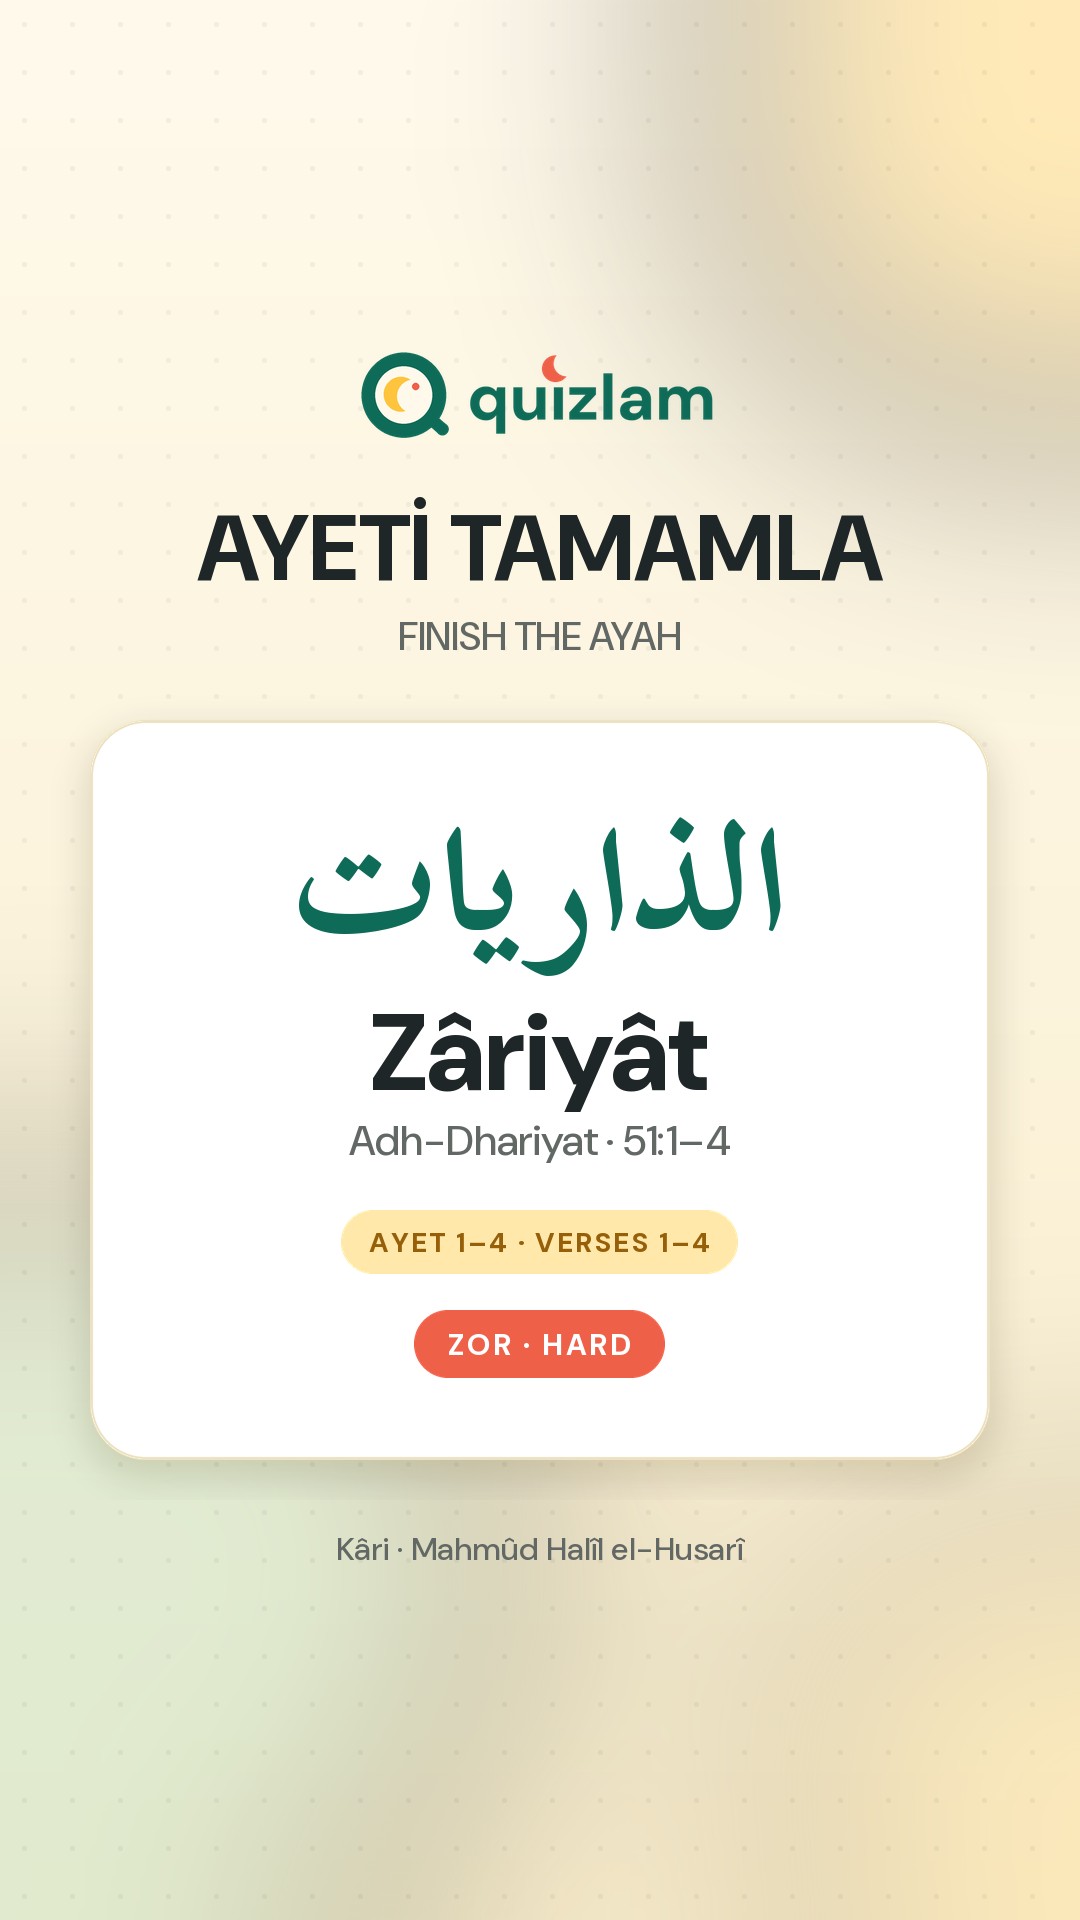 quizlam
AYETİ TAMAMLA
FINISH THE AYAH
الذاريات
Zâriyât
Adh-Dhariyat · 51:1–4
AYET 1–4 · VERSES 1–4
ZOR · HARD
Kâri · Mahmûd Halîl el-Husarî